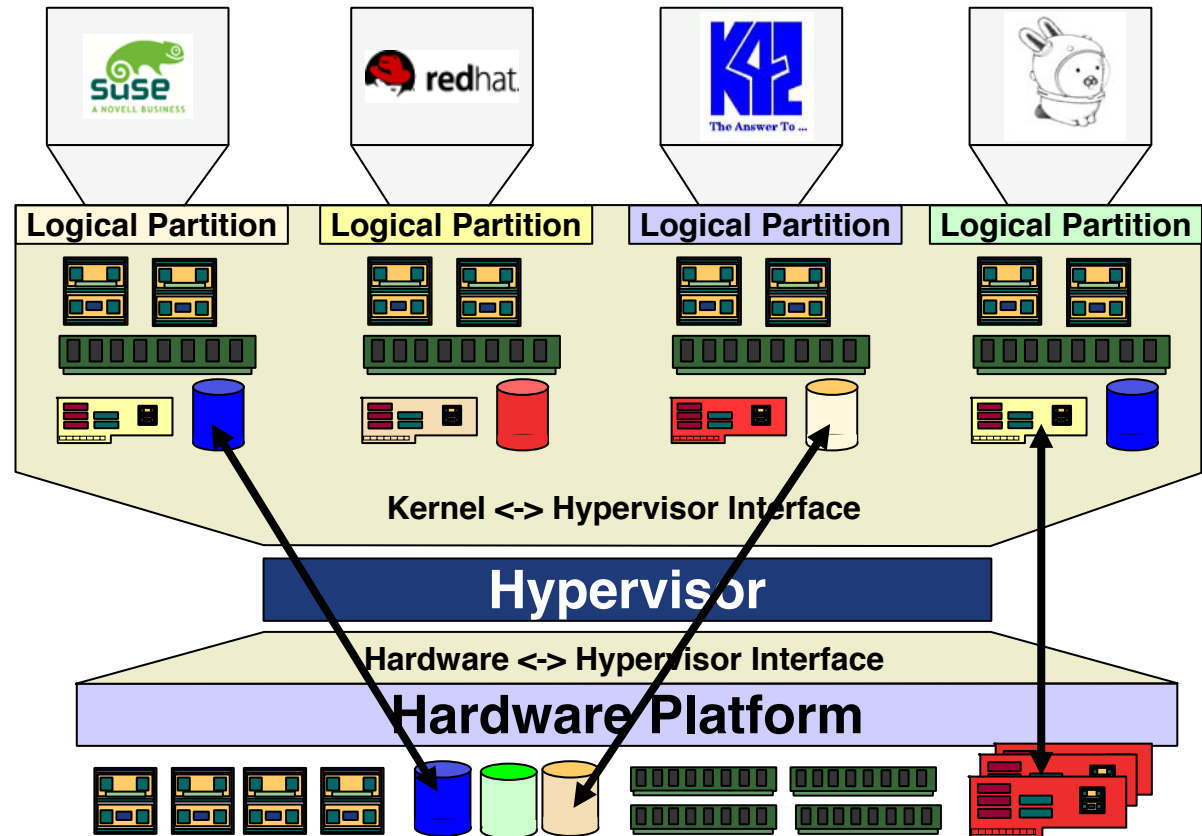 SUSE
A NOVELL BUSINESS
redhat.
K42
The Answer To ...
Logical Partition
Logical Partition
Logical Partition
Logical Partition
Kernel <-> Hypervisor Interface
Hypervisor
Hardware <-> Hypervisor Interface
Hardware Platform